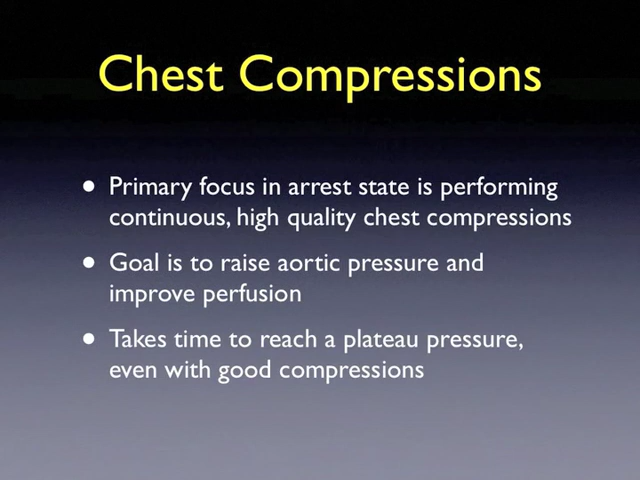 Chest Compressions
• Primary focus in arrest state is performing
continuous, high quality chest compressions
• Goal is to raise aortic pressure and
improve perfusion
• Takes time to reach a plateau pressure,
even with good compressions